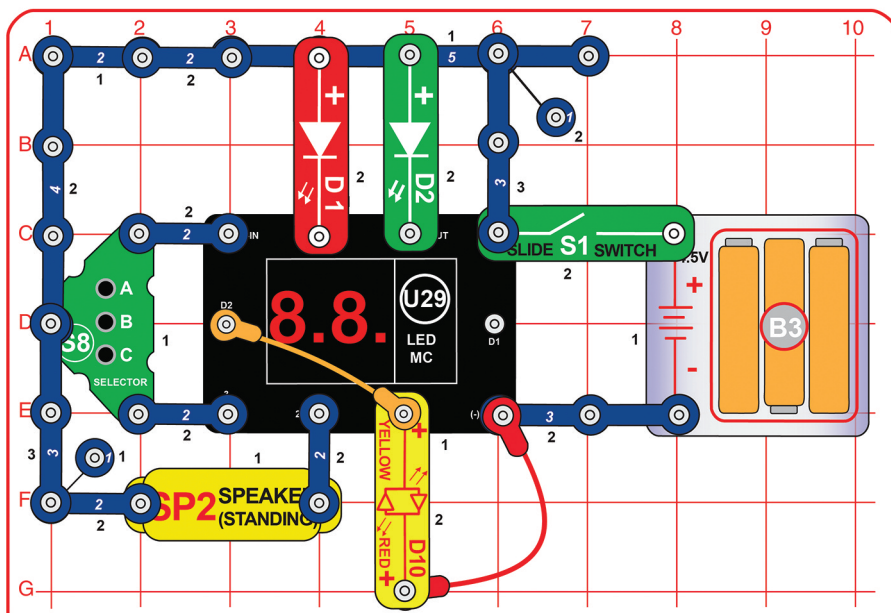 1 2 3 4 5 6 7 8 9 10
A 2 2 5 1
1 2 2
+ + 1
2
B
4 2 D1 2 D2 2 3 3
C 2 2 -IN UT SLIDE S1 SWITCH
2
.5V
A
B
C
S8
SELECTOR
1
D D2 8.8. U29
LED
MC
D1
+
B3
-
1
E 2 2 2 (-) 3 2
3 3 1 1 1 2 2
YELLOW + 1
F 2 2 SP2 SPEAKE
(STANDING)
RED + D10 2
G